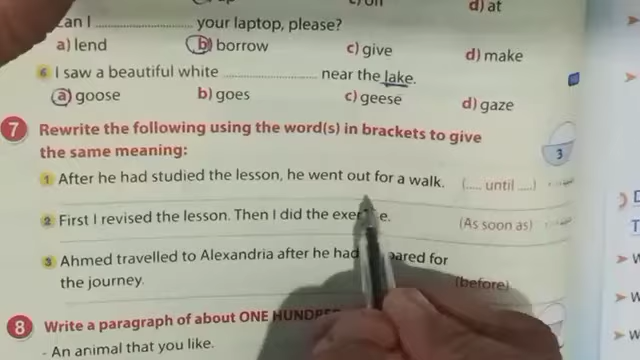 an I ............ your laptop, please? d) at
a) lend b) borrow c) give d) make
6 I saw a beautiful white ............ near the lake.
a) goose b) goes c) geese d) gaze
7 Rewrite the following using the word(s) in brackets to give
the same meaning: 3
1 After he had studied the lesson, he went out for a walk. (..... until .....)
2 First I revised the lesson. Then I did the (As soon as)
3 Ahmed travelled to Alexandria after he had for
the journey. (before)
8 Write a paragraph of about ONE
- An animal that you like.